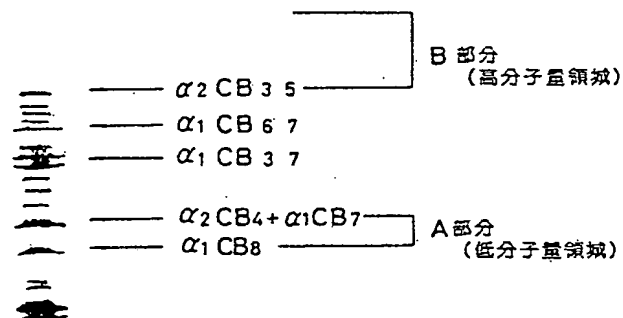 B 部分
(高分子量領域)
α2 CB 3 5
α1 CB 6 7
α1 CB 3 7
α2 CB4+α1CB7
α1 CB8
A 部分
(低分子量領域)